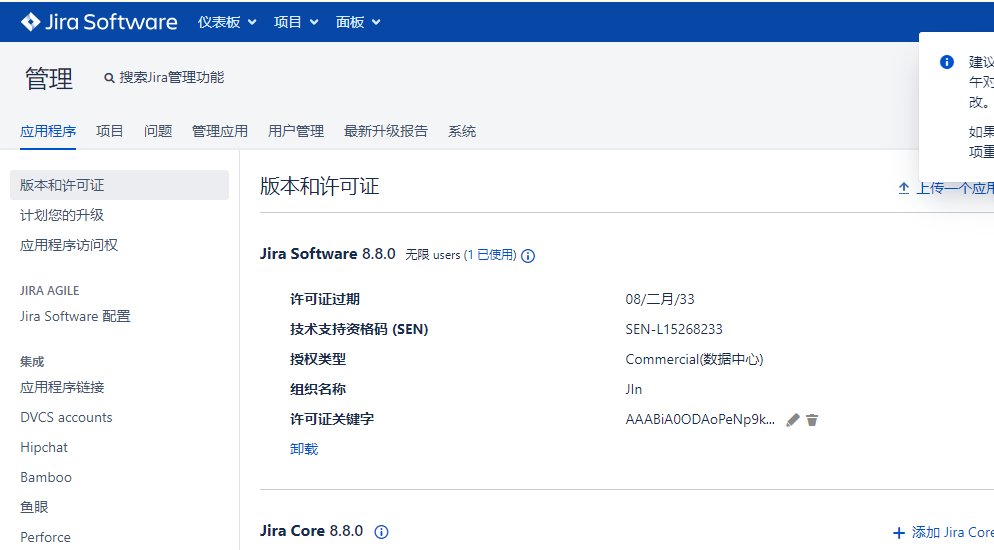 Jira Software 仪表板 项目 面板
管理 搜索Jira管理功能
建议
午对
改。
如果
项重
应用程序 项目 问题 管理应用 用户管理 最新升级报告 系统
版本和许可证
计划您的升级
应用程序访问权
JIRA AGILE
Jira Software 配置
集成
应用程序链接
DVCS accounts
Hipchat
Bamboo
鱼眼
Perforce
版本和许可证
上传一个应用
Jira Software 8.8.0 无限 users (1 已使用)
许可证过期 08/二月/33
技术支持资格码 (SEN) SEN-L15268233
授权类型 Commercial(数据中心)
组织名称 JIn
许可证关键字 AAABiA0ODAoPeNp9k...
卸载
Jira Core 8.8.0
添加 Jira Core